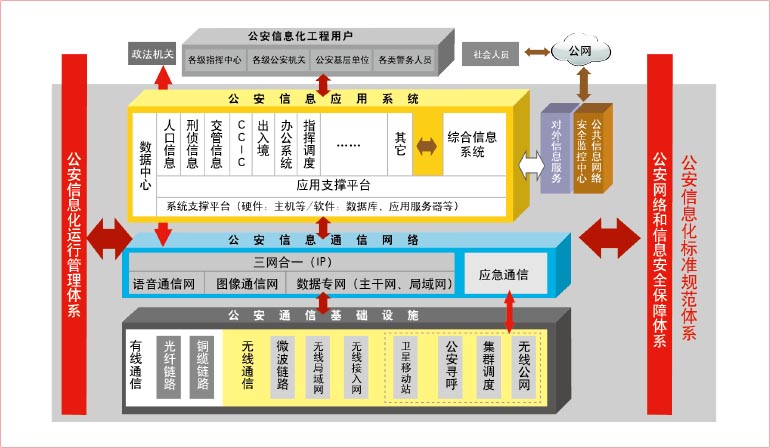 公安信息化工程用户
政法机关
各级指挥中心
各级公安机关
公安基层单位
各类警务人员
社会人员
公网
公安信息应用系统
数据中心
人口信息
刑侦信息
交管信息
CCIC
出入境
办公系统
指挥调度
……
其它
综合信息
系统
应用支撑平台
系统支撑平台（硬件：主机等/软件：数据库、应用服务器等）
对外信息服务
公共信息网络
安全监控中心
公安信息化运行管理体系
公安网络和信息安全保障体系
公安信息化标准规范体系
公安信息通信网络
三网合一（IP）
语音通信网
图像通信网
数据专网（主干网、局域网）
应急通信
公安通信基础设施
有线通信
光纤链路
铜缆链路
无线通信
微波链路
无线局域网
无线接入网
卫星移动站
公安寻呼
集群调度
无线公网